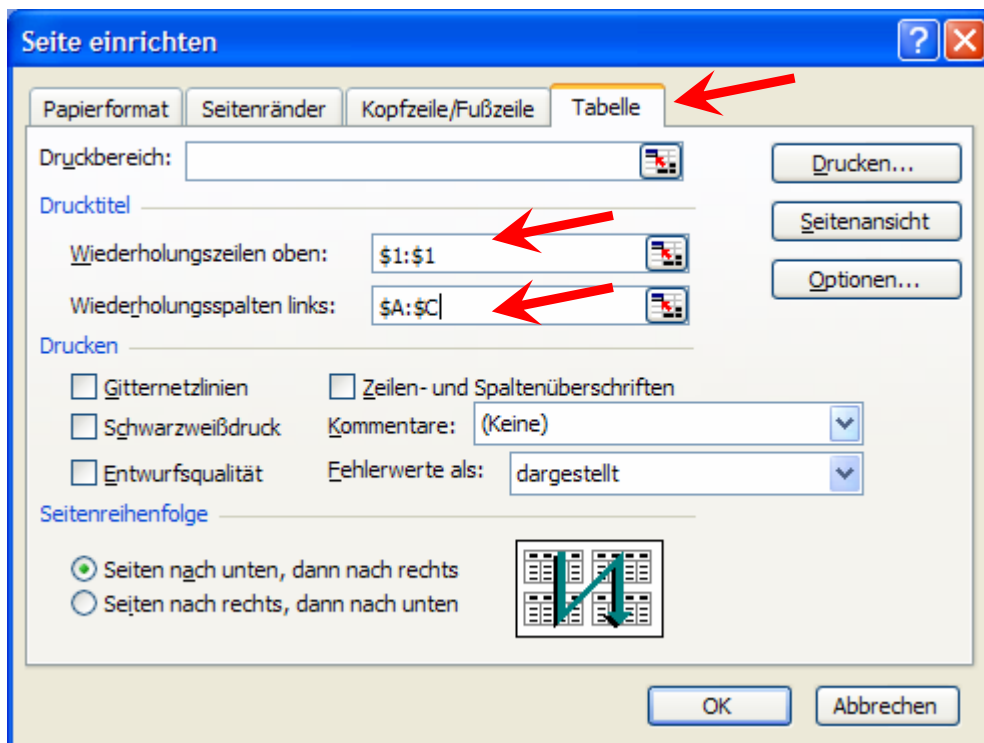 Seite einrichten
Papierformat Seitenränder Kopfzeile/Fußzeile Tabelle
Druckbereich:
Drucken...
Drucktitel
Seitenansicht
Wiederholungszeilen oben: $1:$1
Optionen...
Wiederholungsspalten links: $A:$C
Drucken
Gitternetzlinien Zeilen- und Spaltenüberschriften
Schwarzweißdruck Kommentare: (Keine)
Entwurfsqualität Fehlerwerte als: dargestellt
Seitenreihenfolge
Seiten nach unten, dann nach rechts
Seiten nach rechts, dann nach unten
OK Abbrechen